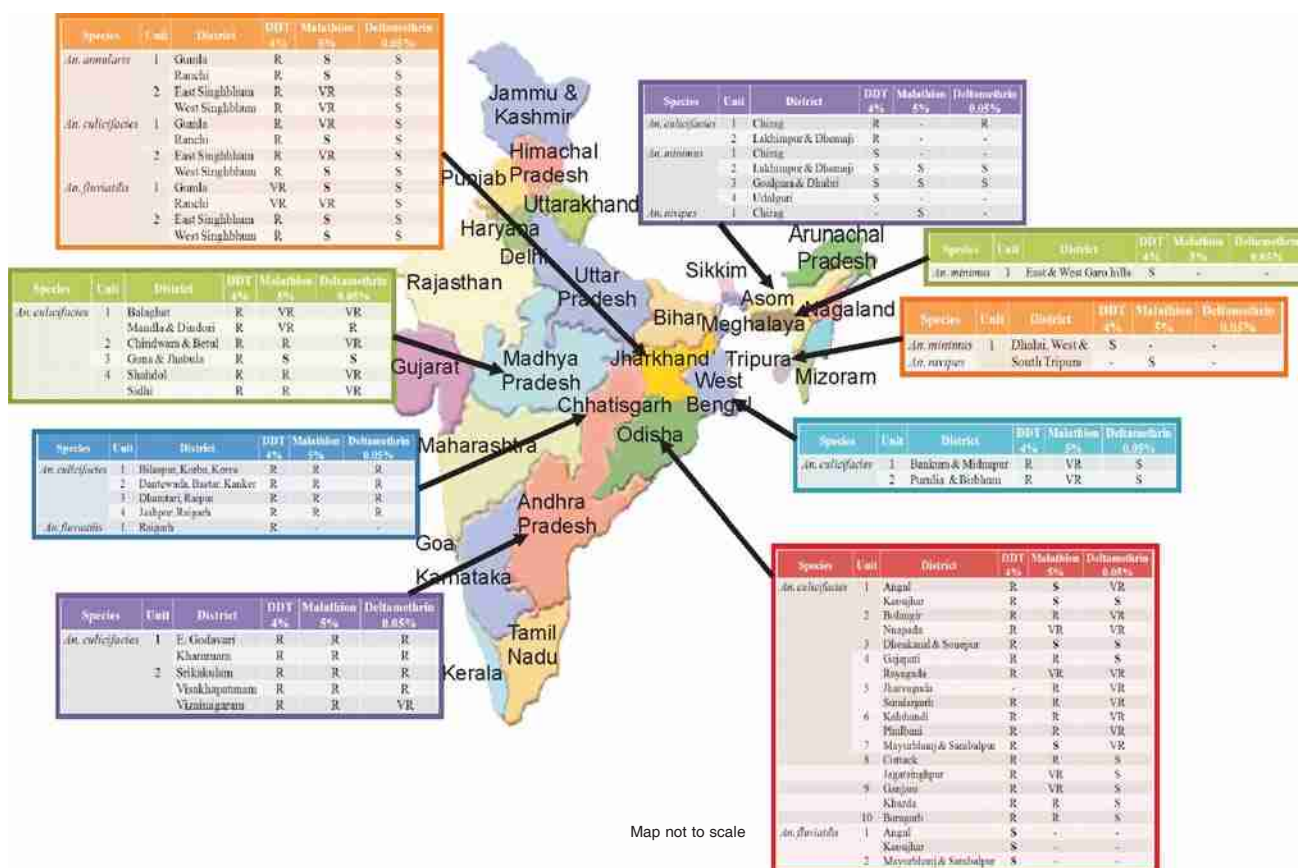 Species Unit District DDT 4% Malathion 5% Deltamethrin 0.05%
An. annularis 1 Gumla R S S
Ranchi R S S
2 East Singhbhum R VR S
West Singhbhum R VR S
An. culicifacies 1 Gumla R VR S
Ranchi R S S
2 East Singhbhum R VR S
West Singhbhum R S S
An. fluviatilis 1 Gumla VR S S
Ranchi VR VR S
2 East Singhbhum R S S
West Singhbhum R S S
Species Unit District DDT 4% Malathion 5% Deltamethrin 0.05%
An. culicifacies 1 Chirag R - R
2 Lakhimpur & Dhemaji R - -
An. minimus 1 Chirag S - -
2 Lakhimpur & Dhemaji S S S
3 Goalpara & Dhubri S S S
4 Udalguri S - -
An. nivipes 1 Chirag - S -
Species Unit District DDT 4% Malathion 5% Deltamethrin 0.05%
An. minimus 1 East & West Garo hills S - -
Species Unit District DDT 4% Malathion 5% Deltamethrin 0.05%
An. minimus 1 Dhalai, West & S - -
An. nivipes South Tripura - S -
Species Unit District DDT 4% Malathion 5% Deltamethrin 0.05%
An. culicifacies 1 Balaghat R VR VR
Mandla & Dindori R VR R
2 Chindwara & Betul R R VR
3 Guna & Jhabula R S S
4 Shahdol R R VR
Sidhi R R VR
Species Unit District DDT 4% Malathion 5% Deltamethrin 0.05%
An. culicifacies 1 Bilaspur, Korba, Korea R R R
2 Dantewada, Bastar, Kanker R R R
3 Dhamtari, Raipur R R R
4 Jashpur, Raigarh R R R
An. fluviatilis 1 Raigarh R - -
Species Unit District DDT 4% Malathion 5% Deltamethrin 0.05%
An. culicifacies 1 Bankura & Midnapur R VR S
2 Purulia & Birbhum R VR S
Species Unit District DDT 4% Malathion 5% Deltamethrin 0.05%
An. culicifacies 1 E. Godavari R R R
Khammam R R R
2 Srikakulam R R R
Visakhapatnam R R R
Vizainagaram R R VR
Species Unit District DDT 4% Malathion 5% Deltamethrin 0.05%
An. culicifacies 1 Angul R S VR
Keonjhar R S S
2 Bolangir R R VR
Nuapada R VR VR
3 Dhenkanal & Sonepur R S S
4 Gajapati R R S
Rayagada R VR VR
5 Jharsuguda - R VR
Sundargarh R R VR
6 Kalahandi R R VR
Phulbani R R VR
7 Mayurbhanj & Sambalpur R S VR
8 Cuttack R R S
Jagatsinghpur R VR S
9 Ganjam R VR S
Khurda R R S
10 Baragarh R R S
An. fluviatilis 1 Angul S - -
Keonjhar S - -
2 Mayurbhanj & Sambalpur S - -
Jammu &
Kashmir
Himachal
Pradesh
Punjab
Uttarakhand
Haryana
Delhi
Rajasthan
Uttar
Pradesh
Sikkim
Arunachal
Pradesh
Asom
Nagaland
Bihar
Meghalaya
Gujarat
Madhya
Pradesh
Jharkhand
Tripura
Mizoram
West
Bengal
Chhatisgarh
Odisha
Maharashtra
Andhra
Pradesh
Goa
Karnataka
Tamil
Nadu
Kerala
Map not to scale